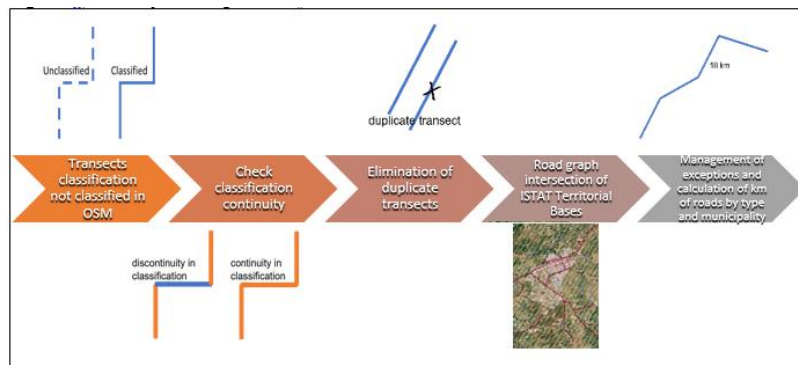 Unclassified
Classified
duplicate transect
km
Transects
classification
not classified in
OSM
Check
classification
continuity
Elimination of
duplicate
transects
Road graph
intersection of
ISTAT Territorial
Bases
Management of
exceptions and
calculation of km
of roads by type
and municipality
discontinuity in
classification
continuity in
classification